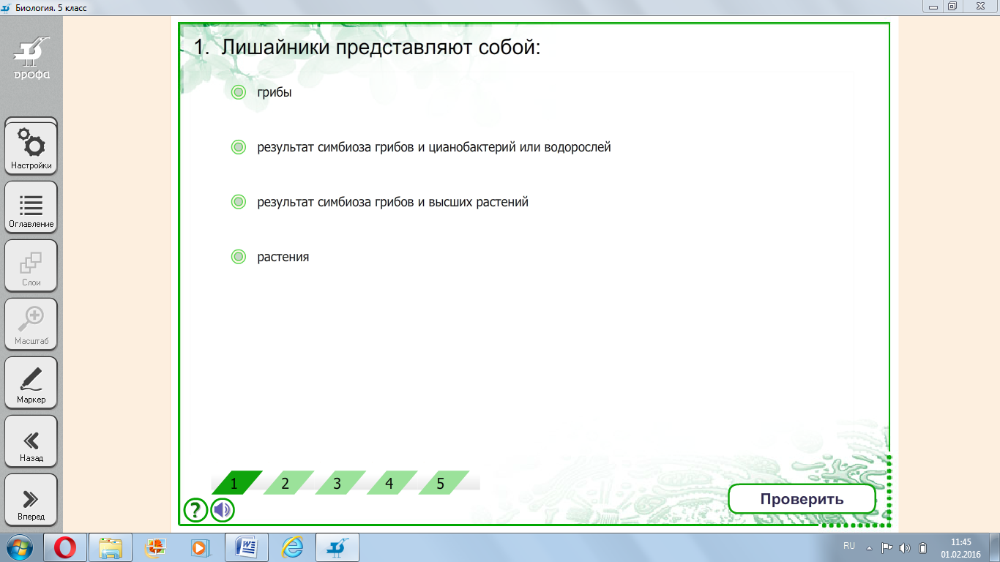 Биология. 5 класс
дрофа
Настройки
Оглавление
Слои
Масштаб
Маркер
Назад
Вперед
1. Лишайники представляют собой:
грибы
результат симбиоза грибов и цианобактерий или водорослей
результат симбиоза грибов и высших растений
растения
1 2 3 4 5
?
Проверить
RU
11:45
01.02.2016